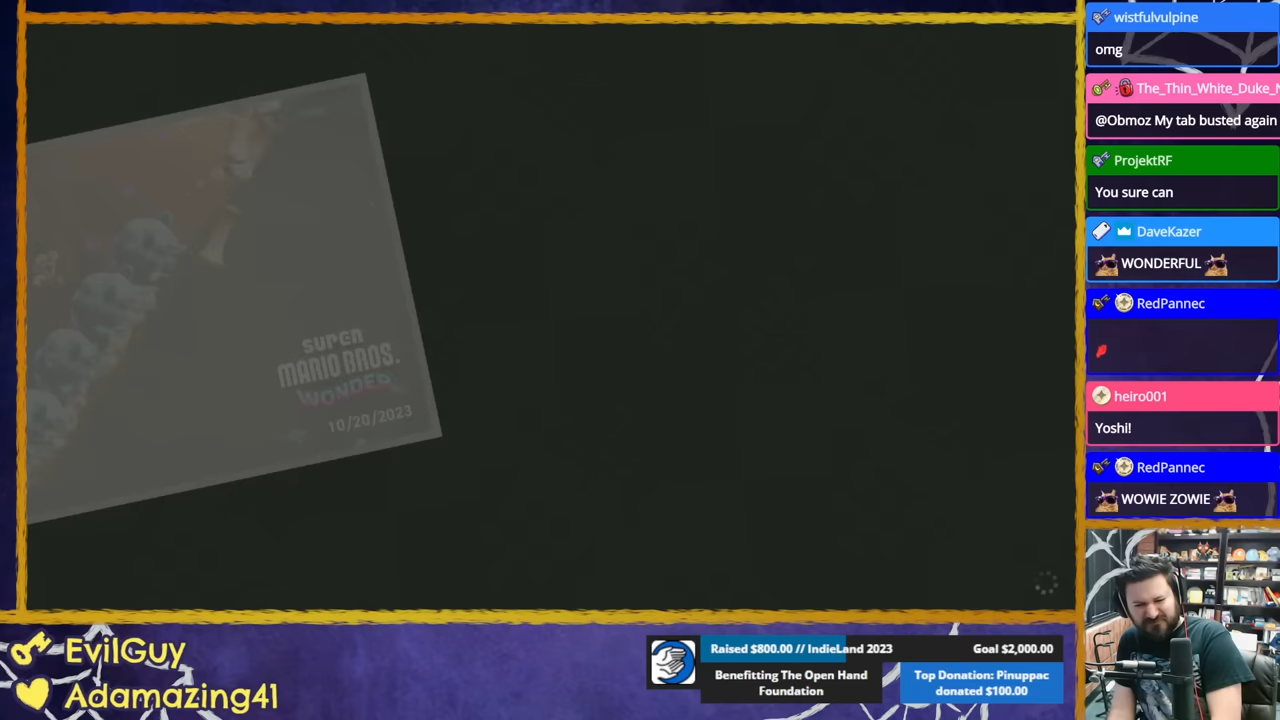 SUPER
MARIO BROS.
WONDER
10/20/2023
wistfulvulpine
omg
The_Thin_White_Duke_
@Obmoz My tab busted again
ProjektRF
You sure can
DaveKazer
WONDERFUL
RedPannec
heiro001
Yoshi!
RedPannec
WOWIE ZOWIE
EvilGuy
Adamazing41
Raised $800.00 // IndieLand 2023 Goal $2,000.00
Benefitting The Open Hand
Foundation
Top Donation: Pinuppac
donated $100.00